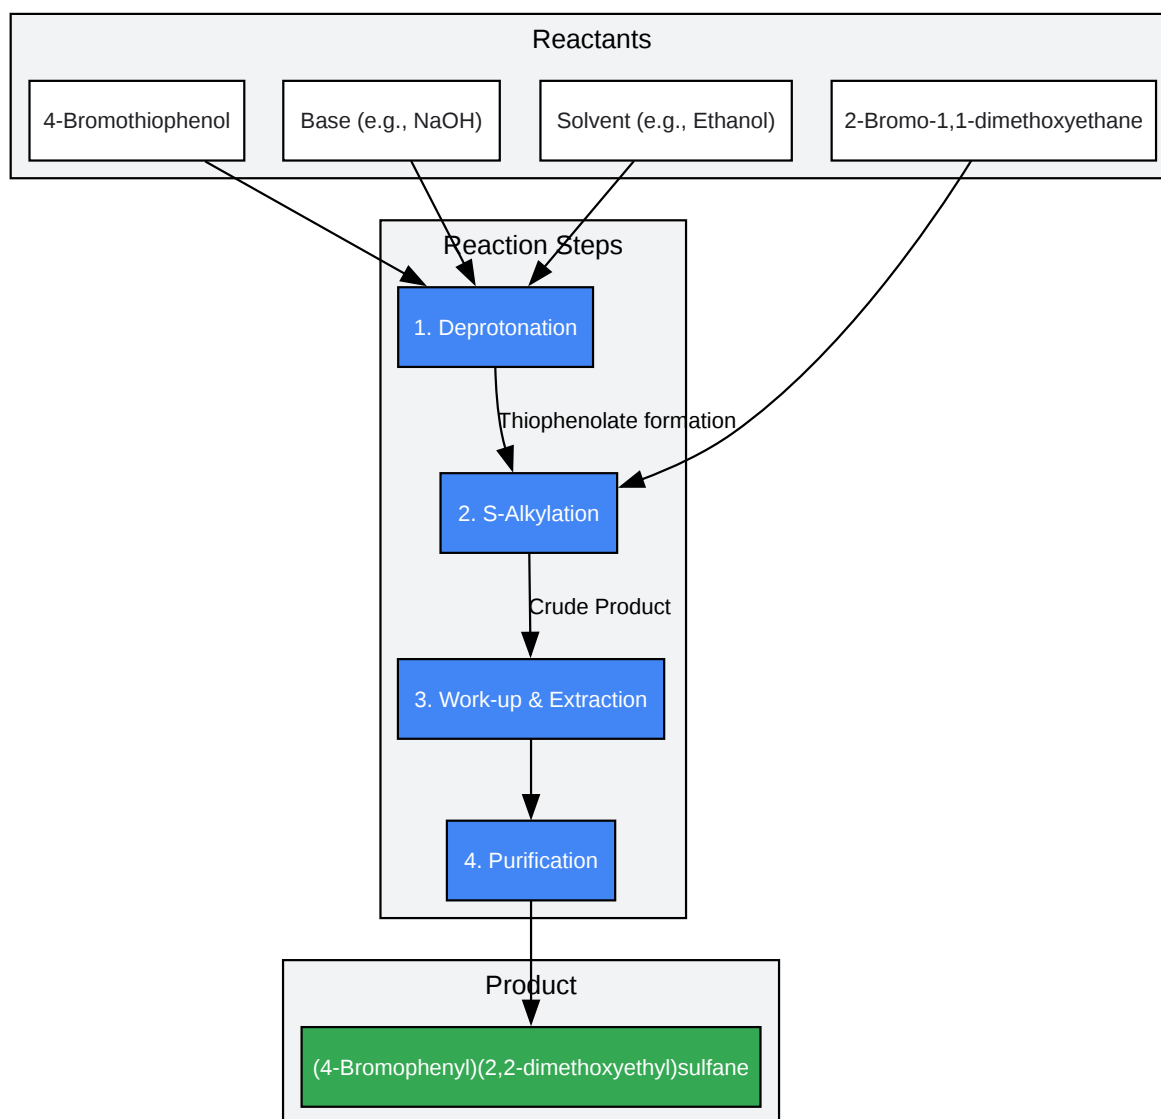 Reactants
4-Bromothiophenol
Base (e.g., NaOH)
Solvent (e.g., Ethanol)
2-Bromo-1,1-dimethoxyethane
Reaction Steps
1. Deprotonation
Thiophenolate formation
2. S-Alkylation
Crude Product
3. Work-up & Extraction
4. Purification
Product
(4-Bromophenyl)(2,2-dimethoxyethyl)sulfane